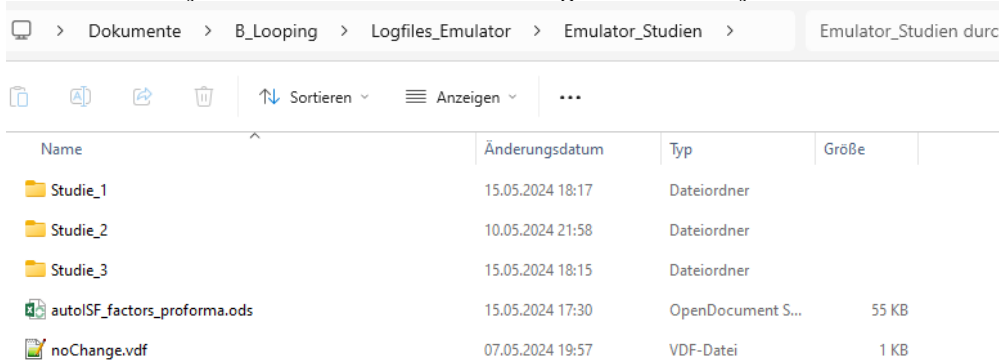 Dokumente > B_Looping > Logfiles_Emulator > Emulator_Studien > Emulator_Studien durc
Sortieren Anzeigen ...
Name Änderungsdatum Typ Größe
Studie_1 15.05.2024 18:17 Dateiordner
Studie_2 10.05.2024 21:58 Dateiordner
Studie_3 15.05.2024 18:15 Dateiordner
autoISF_factors_proforma.ods 15.05.2024 17:30 OpenDocument S... 55 KB
noChange.vdf 07.05.2024 19:57 VDF-Datei 1 KB